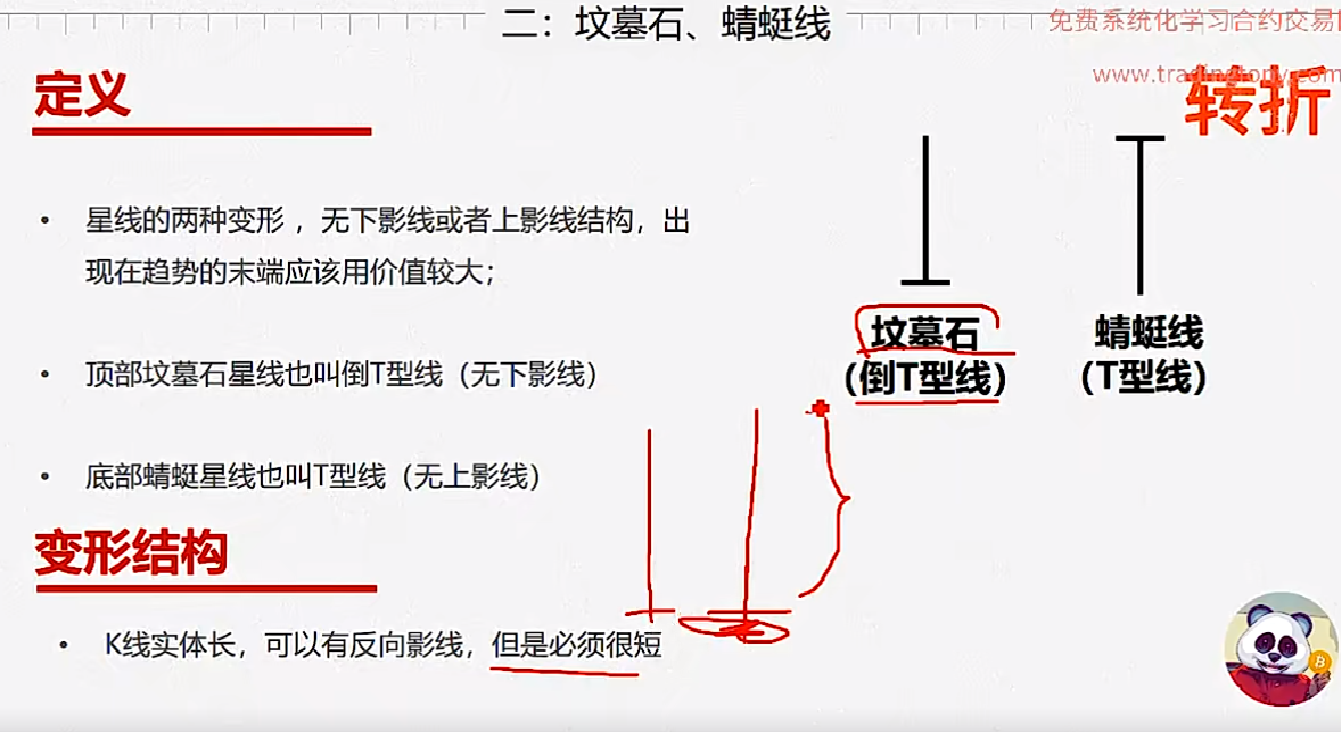 二：坟墓石、蜻蜓线
免费系统化学习合约交易
www.tradingtony.com
转折
定义
• 星线的两种变形，无下影线或者上影线结构，出
现在趋势的末端应该用价值较大；
• 顶部坟墓石星线也叫倒T型线（无下影线）
• 底部蜻蜓星线也叫T型线（无上影线）
坟墓石
（倒T型线）
蜻蜓线
（T型线）
变形结构
• K线实体长，可以有反向影线，但是必须很短